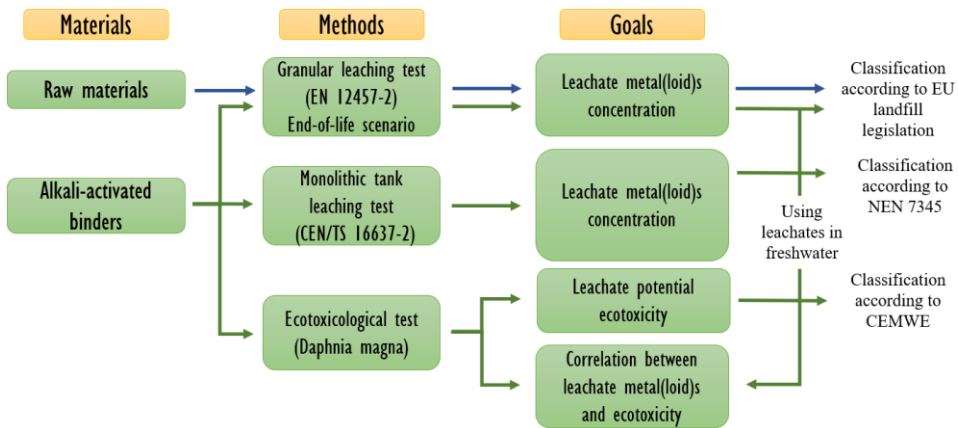 Materials
Methods
Goals
Raw materials
Granular leaching test
(EN 12457-2)
End-of-life scenario
Leachate metal(loid)s
concentration
Classification
according to EU
landfill
legislation
Alkali-activated
binders
Monolithic tank
leaching test
(CEN/TS 16637-2)
Leachate metal(loid)s
concentration
Classification
according to
NEN 7345
Using
leachates in
freshwater
Ecotoxicological test
(Daphnia magna)
Leachate potential
ecotoxicity
Classification
according to
CEMWE
Correlation between
leachate metal(loid)s
and ecotoxicity